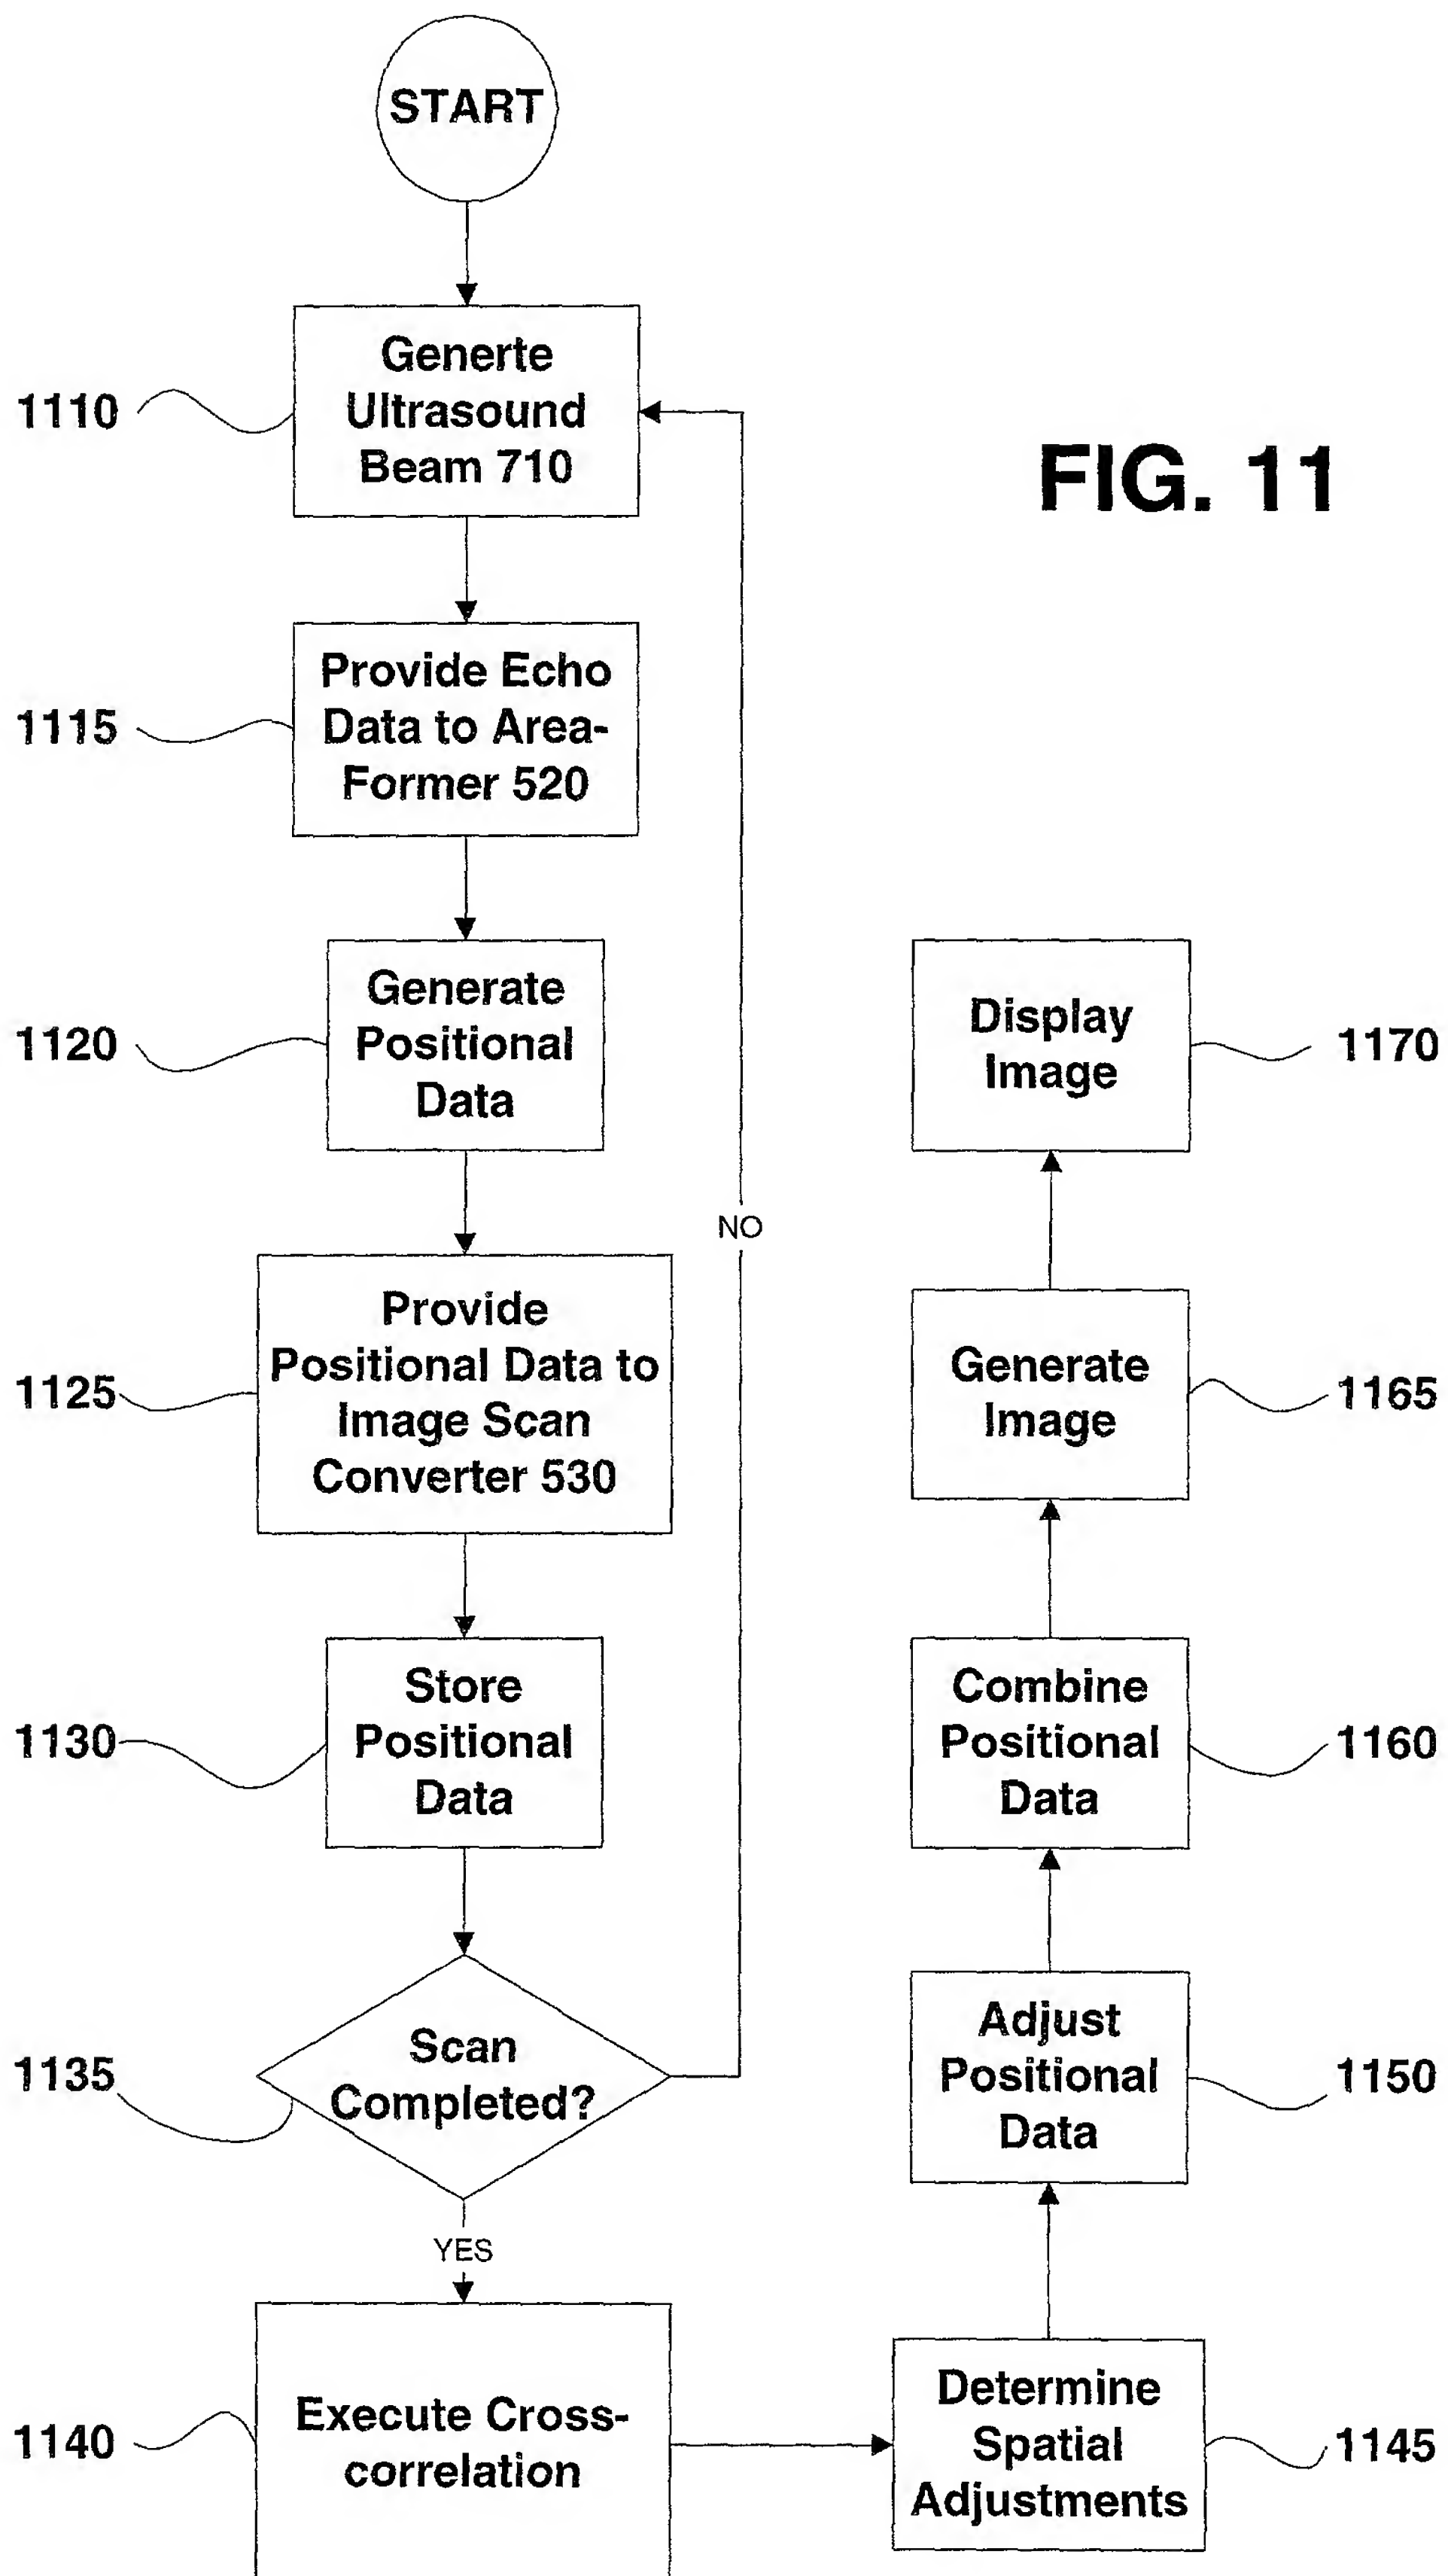 START
Generte
Ultrasound
Beam 710
1110
FIG. 11
Provide Echo
Data to Area-
Former 520
1115
Generate
Positional
Data
1120
Provide
Positional Data to
Image Scan
Converter 530
1125
Store
Positional
Data
1130
Scan
Completed?
1135
NO
YES
Execute Cross-
correlation
1140
Determine
Spatial
Adjustments
1145
Adjust
Positional
Data
1150
Combine
Positional
Data
1160
Generate
Image
1165
Display
Image
1170